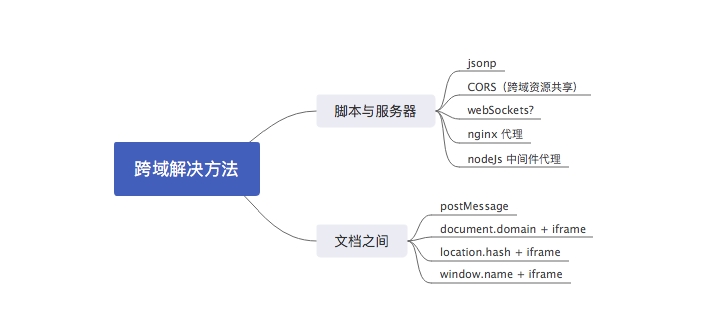 跨域解决方法
脚本与服务器
jsonp
CORS（跨域资源共享）
webSockets?
nginx 代理
nodeJs 中间件代理
文档之间
postMessage
document.domain + iframe
location.hash + iframe
window.name + iframe